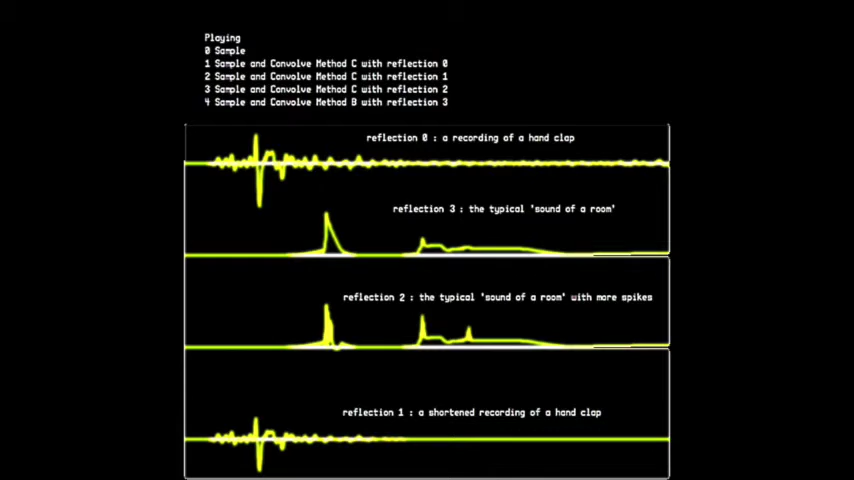 Playing
0 Sample
1 Sample and Convolve Method C with reflection 0
2 Sample and Convolve Method C with reflection 1
3 Sample and Convolve Method C with reflection 2
4 Sample and Convolve Method B with reflection 3
reflection 0 : a recording of a hand clap
reflection 3 : the typical 'sound of a room'
reflection 2 : the typical 'sound of a room' with more spikes
reflection 1 : a shortened recording of a hand clap